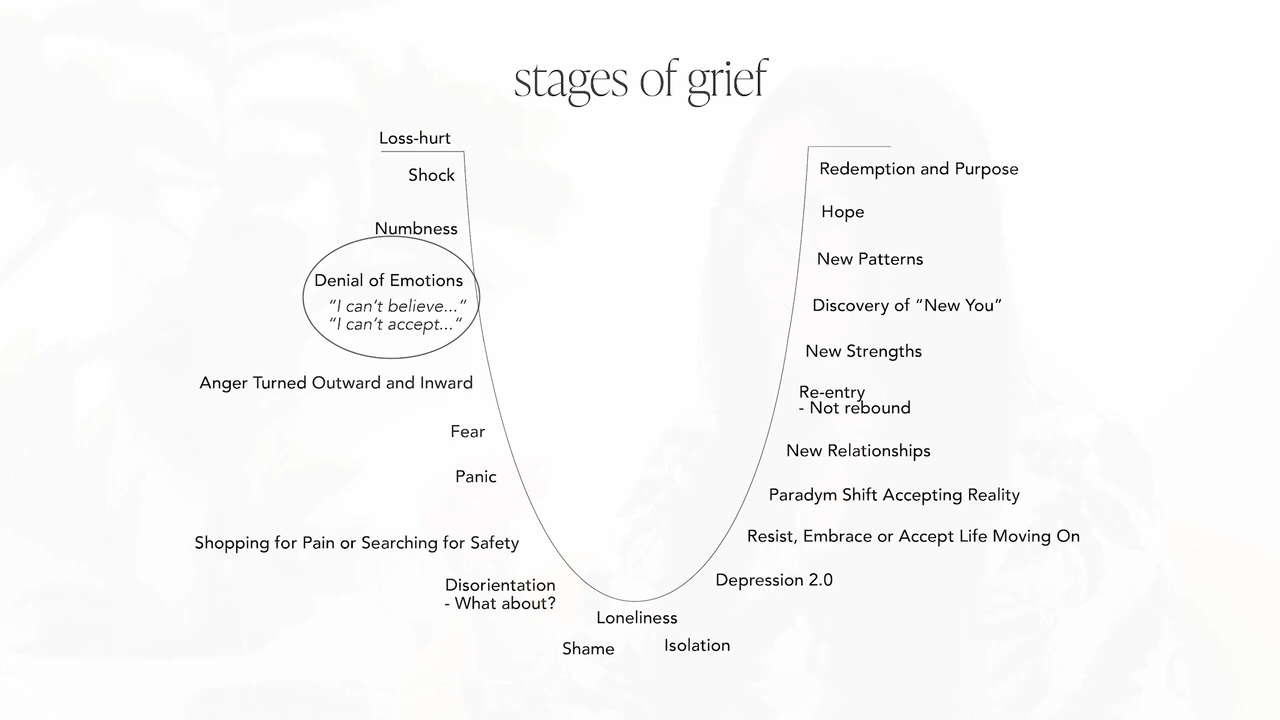 stages of grief
Loss-hurt
Shock
Numbness
Denial of Emotions
“I can’t believe...”
“I can’t accept...”
Anger Turned Outward and Inward
Fear
Panic
Shopping for Pain or Searching for Safety
Disorientation
- What about?
Loneliness
Shame
Isolation
Depression 2.0
Resist, Embrace or Accept Life Moving On
Paradym Shift Accepting Reality
New Relationships
Re-entry
- Not rebound
New Strengths
Discovery of “New You”
New Patterns
Hope
Redemption and Purpose